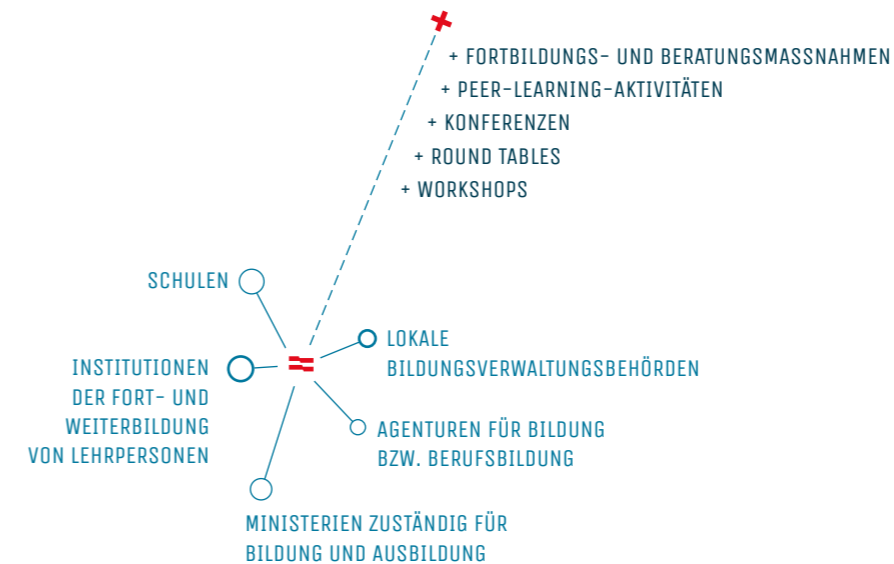 + FORTBILDUNGS- UND BERATUNGSMASSNAHMEN
+ PEER-LEARNING-AKTIVITÄTEN
+ KONFERENZEN
+ ROUND TABLES
+ WORKSHOPS
SCHULEN
LOKALE
BILDUNGSVERWALTUNGSBEHÖRDEN
INSTITUTIONEN
DER FORT- UND
WEITERBILDUNG
VON LEHRPERSONEN
AGENTUREN FÜR BILDUNG
BZW. BERUFSBILDUNG
MINISTERIEN ZUSTÄNDIG FÜR
BILDUNG UND AUSBILDUNG